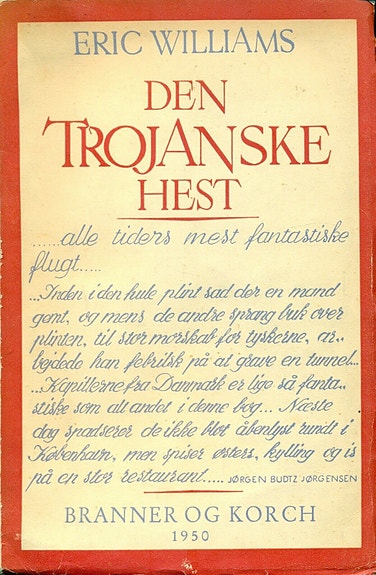 ERIC WILLIAMS
DEN
TROJANSKE
HEST
......alle tiders mest fantastiske
flugt.....
...Inden i den hule plint sad der en mand
gemt, og mens de andre sprang buk over
plinten, til stor morskab for tyskerne, ar..
bejdede han febrilsk på at grave en tunnel...
...Kapitlerne fra Danmark er lige så fanta..
stiske som alt andet i denne bog... Næste
dag spadserer de ikke blot åbenlyst rundt i
København, men spiser østers, kylling og is
på en stor restaurant..... JØRGEN BUDTZ JØRGENSEN
BRANNER OG KORCH
1950